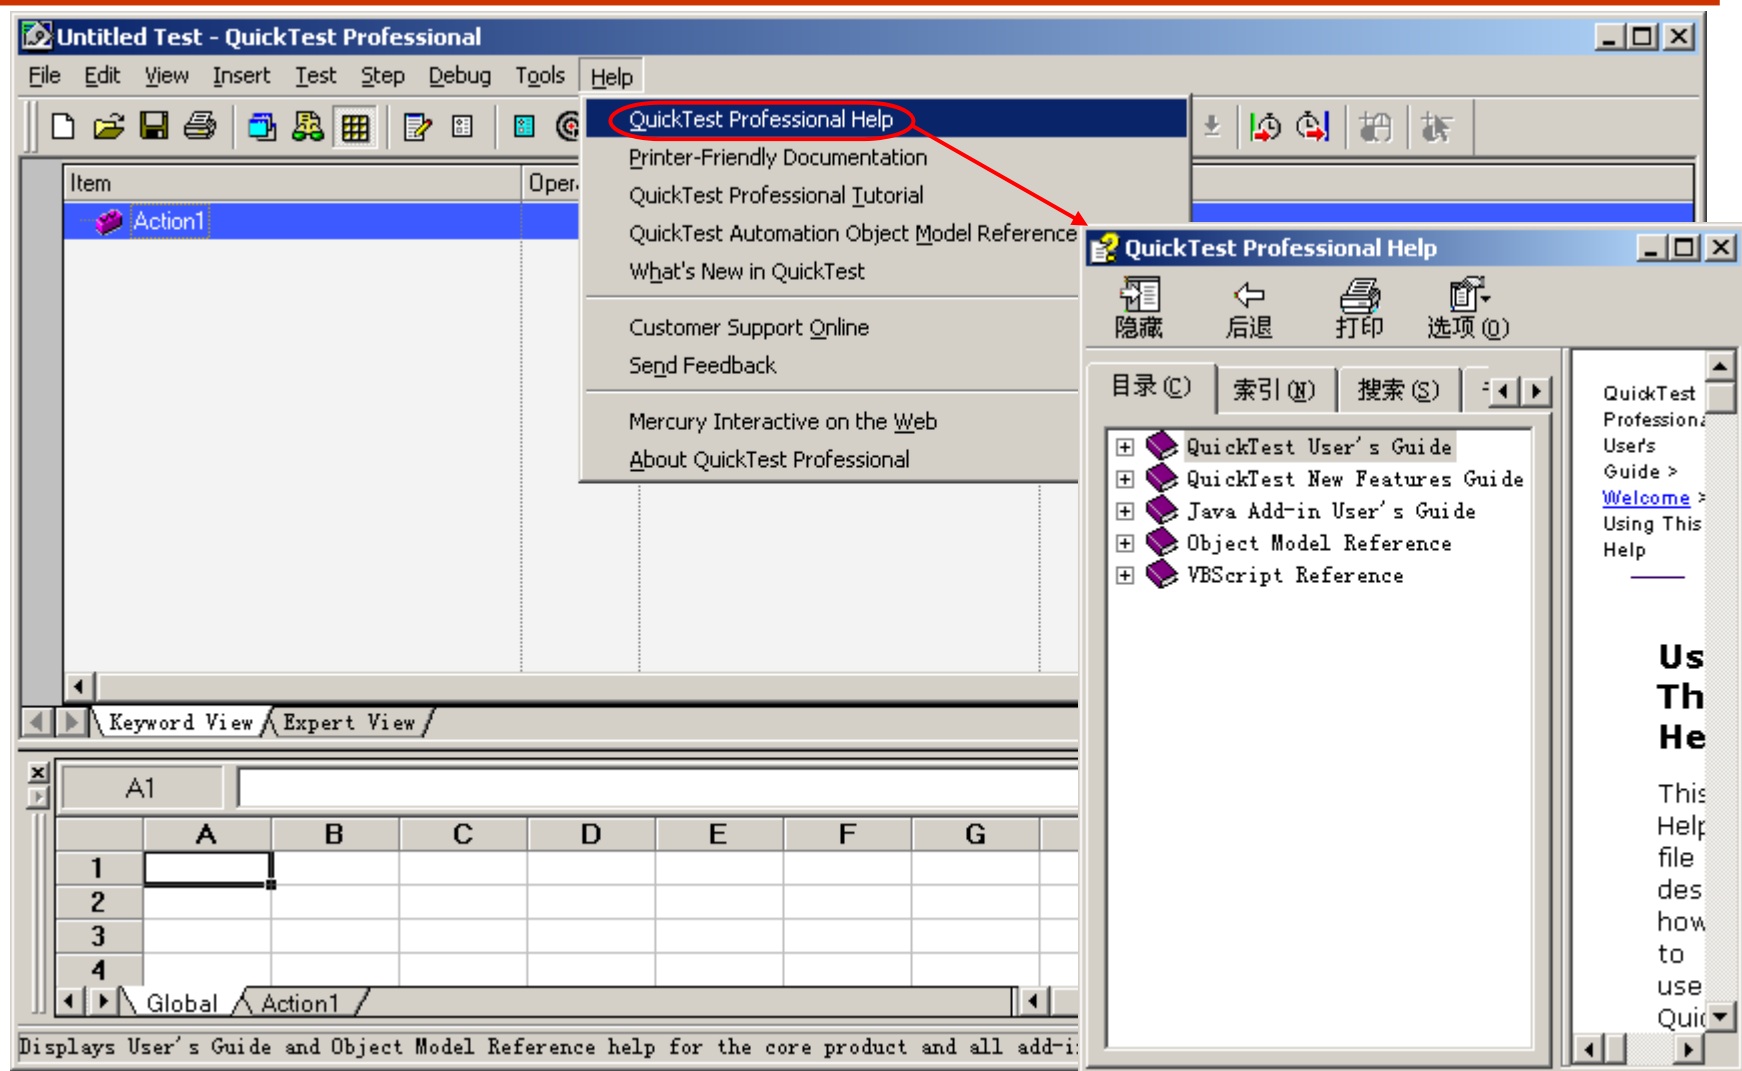 Untitled Test - QuickTest Professional
File Edit View Insert Test Step Debug Tools Help
QuickTest Professional Help
Printer-Friendly Documentation
QuickTest Professional Tutorial
QuickTest Automation Object Model Reference
What's New in QuickTest
Customer Support Online
Send Feedback
Mercury Interactive on the Web
About QuickTest Professional
Item
Action1
Keyword View Expert View
A1
A B C D E F G
1
2
3
4
Global Action1
Displays User's Guide and Object Model Reference help for the core product and all
QuickTest Professional Help
隐藏 后退 打印 选项(O)
目录(C) 索引(N) 搜索(S)
QuickTest User's Guide
QuickTest New Features Guide
Java Add-in User's Guide
Object Model Reference
VBScript Reference
QuickTest
User's
Guide >
Welcome >
Using This
Help
file
how
to
use